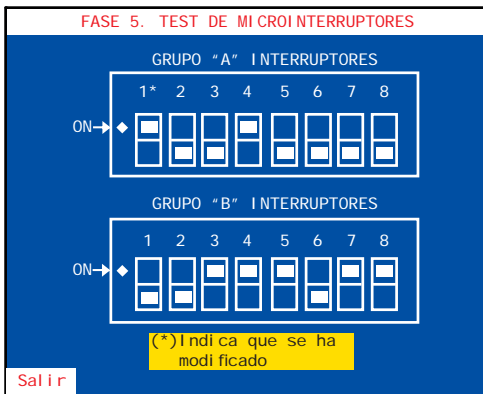 FASE 5. TEST DE MICROINTERRUPTORES
GRUPO “A” INTERRUPTORES
1* 2 3 4 5 6 7 8
ON
GRUPO “B” INTERRUPTORES
1 2 3 4 5 6 7 8
ON
(*)Indica que se ha
modificado
Salir